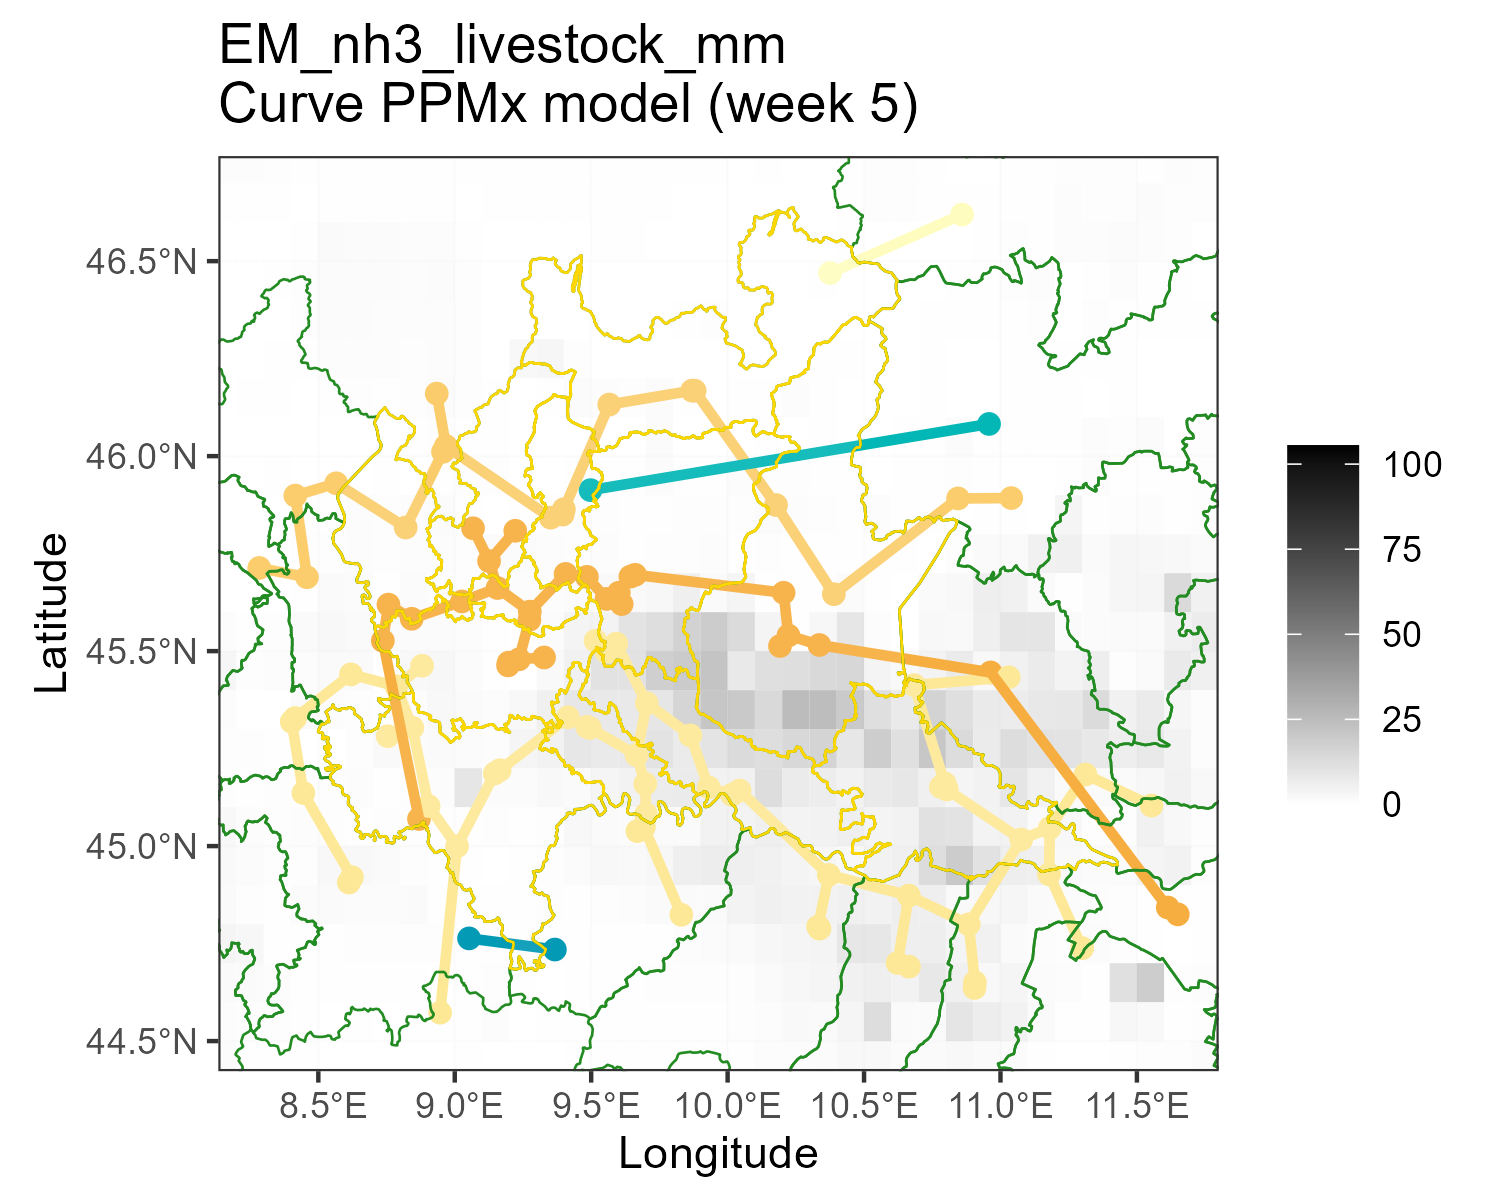 EM_nh3_livestock_mm
Curve PPMx model (week 5)
46.5°N
46.0°N
45.5°N
45.0°N
44.5°N
Latitude
8.5°E
9.0°E
9.5°E
10.0°E
10.5°E
11.0°E
11.5°E
Longitude
100
75
50
25
0